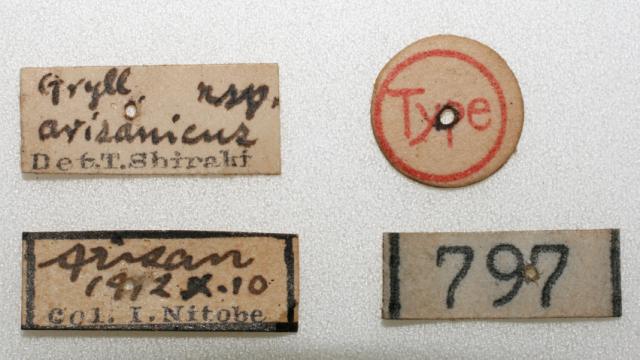 Gryll. nsp.
arisanicus
Det. T. Shiraki
Type
Arisan
1912 X. 10
Col. I. Nitobe
797